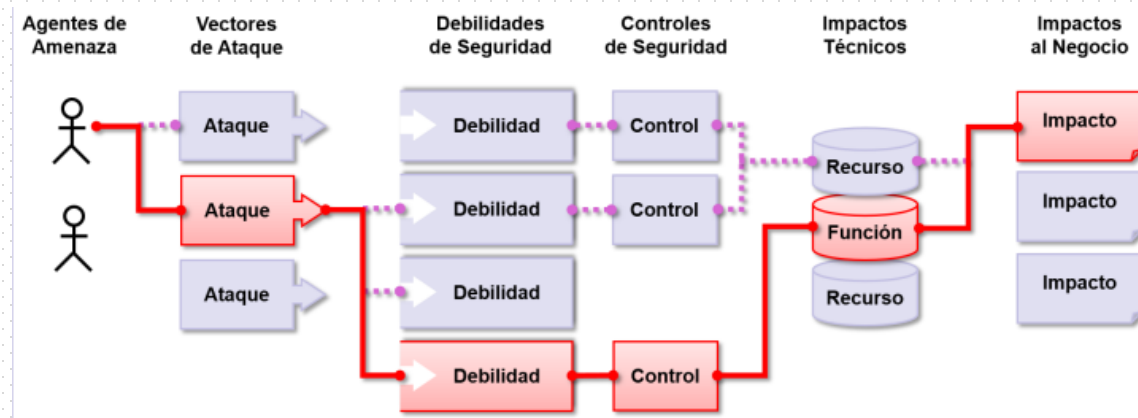 Agentes de
Amenaza
Vectores
de Ataque
Debilidades
de Seguridad
Controles
de Seguridad
Impactos
Técnicos
Impactos
al Negocio
Ataque
Debilidad
Control
Recurso
Impacto
Ataque
Debilidad
Control
Función
Impacto
Ataque
Debilidad
Recurso
Impacto
Debilidad
Control